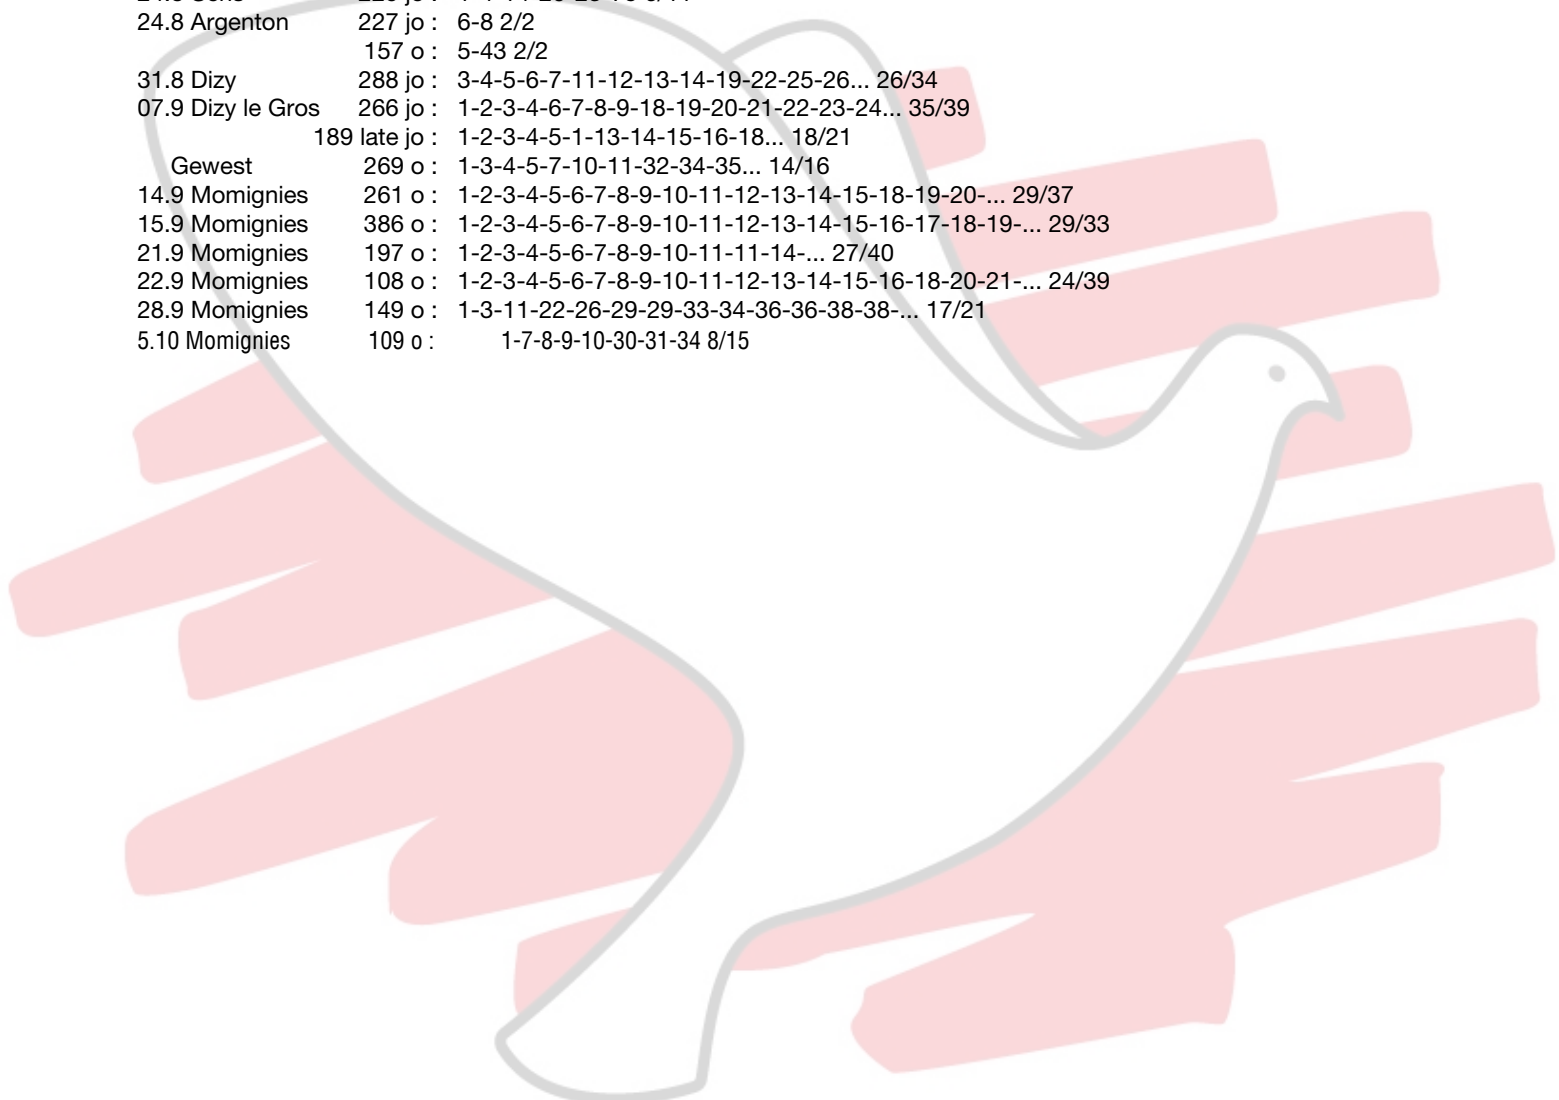 24.8 Argenton 227 jo : 6-8 2/2
157 o : 5-43 2/2
31.8 Dizy 288 jo : 3-4-5-6-7-11-12-13-14-19-22-25-26... 26/34
07.9 Dizy le Gros 266 jo : 1-2-3-4-6-7-8-9-18-19-20-21-22-23-24... 35/39
189 late jo : 1-2-3-4-5-1-13-14-15-16-18... 18/21
Gewest 269 o : 1-3-4-5-7-10-11-32-34-35... 14/16
14.9 Momignies 261 o : 1-2-3-4-5-6-7-8-9-10-11-12-13-14-15-18-19-20-... 29/37
15.9 Momignies 386 o : 1-2-3-4-5-6-7-8-9-10-11-12-13-14-15-16-17-18-19-... 29/33
21.9 Momignies 197 o : 1-2-3-4-5-6-7-8-9-10-11-11-14-... 27/40
22.9 Momignies 108 o : 1-2-3-4-5-6-7-8-9-10-11-12-13-14-15-16-18-20-21-... 24/39
28.9 Momignies 149 o : 1-3-11-22-26-29-29-33-34-36-36-38-38-... 17/21
5.10 Momignies 109 o : 1-7-8-9-10-30-31-34 8/15